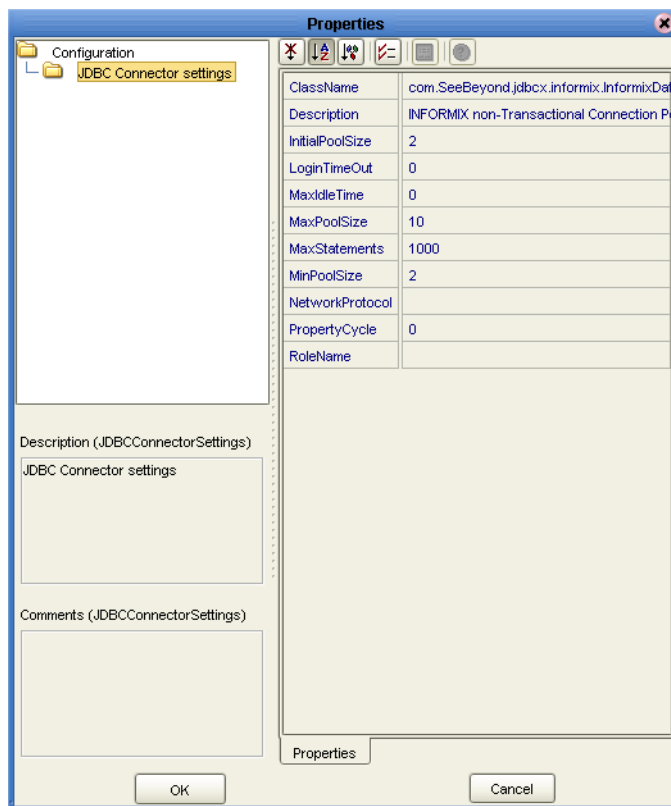 Properties
Configuration
JDBC Connector settings
ClassName com.SeeBeyond.jdbcx.informix.InformixDat
Description INFORMIX non-Transactional Connection P
InitialPoolSize 2
LoginTimeOut 0
MaxIdleTime 0
MaxPoolSize 10
MaxStatements 1000
MinPoolSize 2
NetworkProtocol
PropertyCycle 0
RoleName
Description (JDBCConnectorSettings)
JDBC Connector settings
Comments (JDBCConnectorSettings)
Properties
OK Cancel